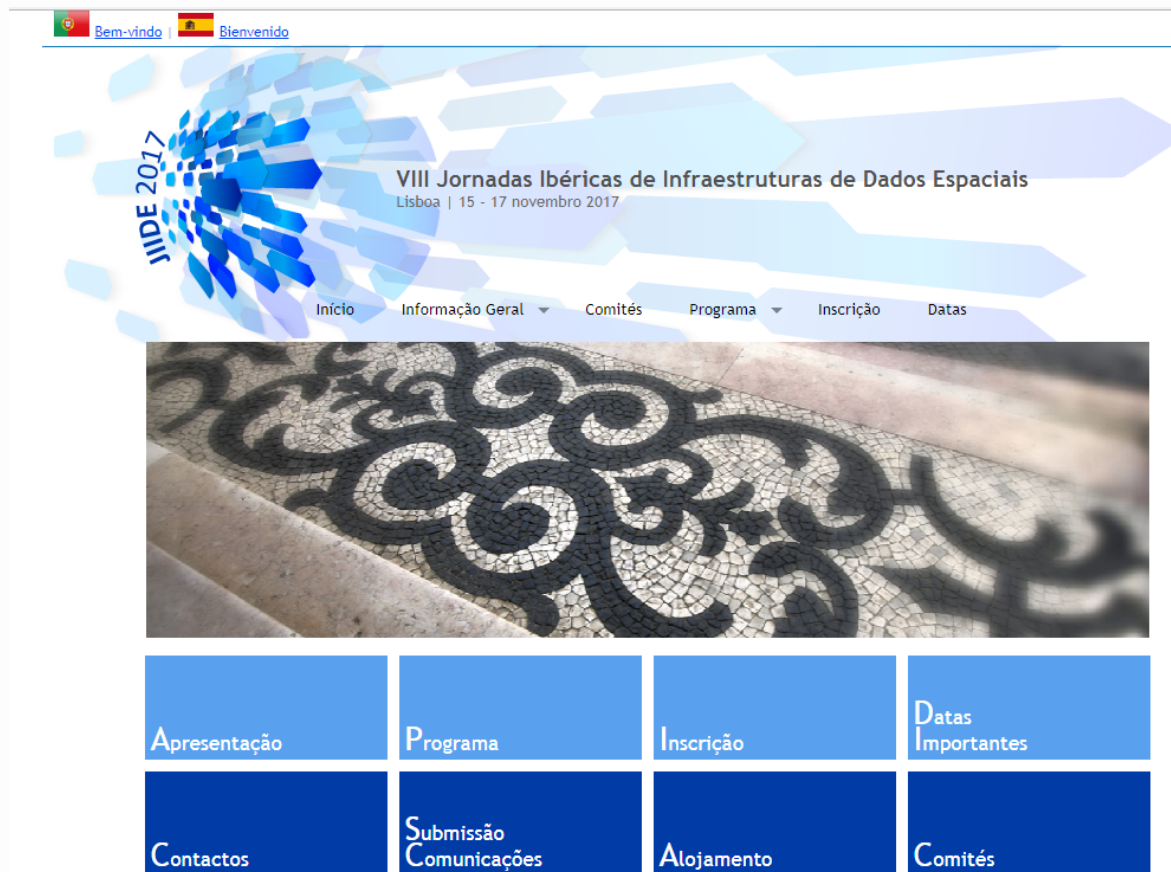 Bem-vindo | Bienvenido
JIIDE 2017
VIII Jornadas Ibéricas de Infraestruturas de Dados Espaciais
Lisboa | 15 - 17 novembro 2017
Início Informação Geral Comités Programa Inscrição Datas
Apresentação
Programa
Inscrição
Datas
Importantes
Contactos
Submissão
Comunicações
Alojamento
Comités